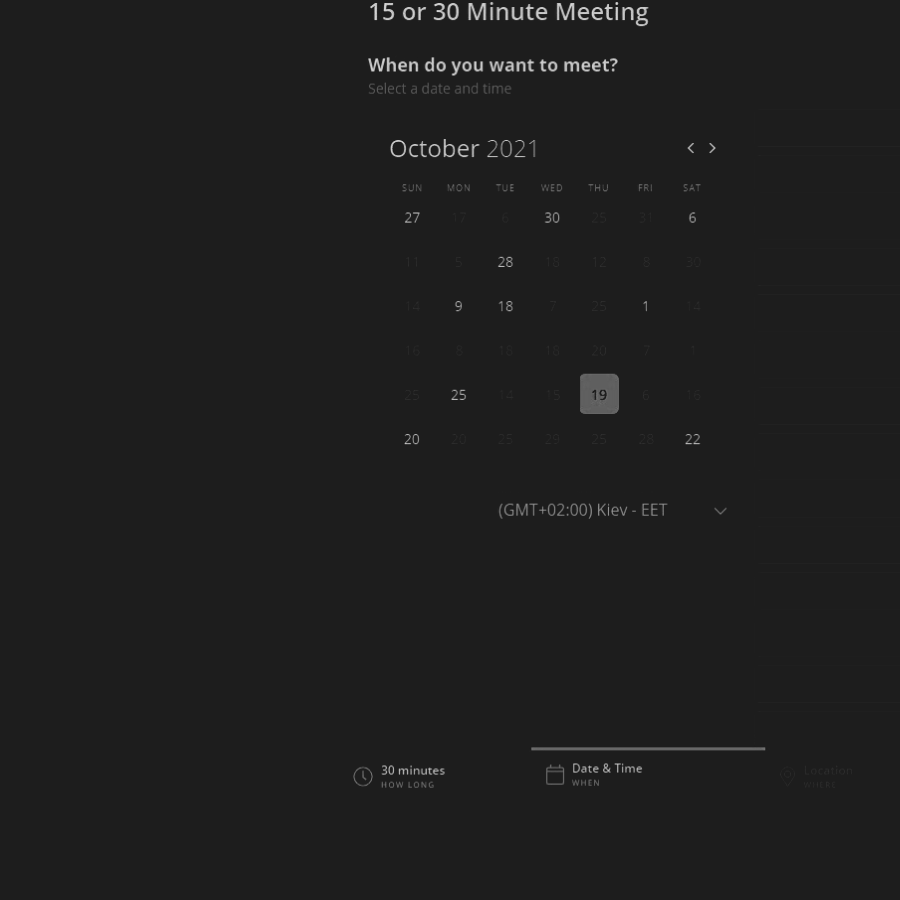 15 or 30 Minute Meeting
When do you want to meet?
Select a date and time
October 2021
SUN MON TUE WED THU FRI SAT
27 17 6 30 25 31 6
11 5 28 18 12 8 30
14 9 18 7 25 1 14
16 8 16 18 20 7
25 25 14 15 19 6 16
20 20 25 29 25 28 22
(GMT+02:00) Kiev - EET
30 minutes
HOW LONG
Date & Time
WHEN
Location
WHERE